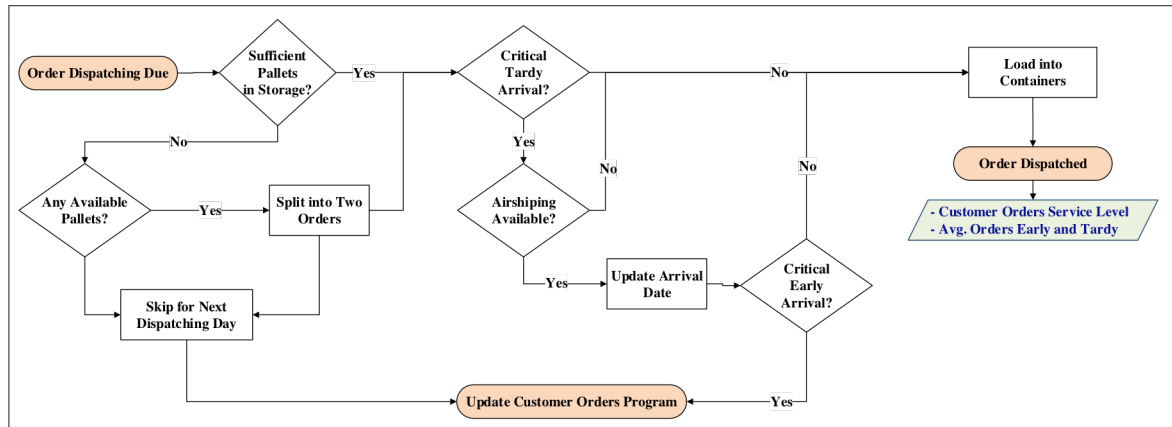 Order Dispatching Due
Sufficient
Pallets
in Storage?
Yes
Critical
Tardy
Arrival?
No
Load into
Containers
No
Yes
No
No
Order Dispatched
Any Available
Pallets?
Yes
Split into Two
Orders
Airshiping
Available?
- Customer Orders Service Level
- Avg. Orders Early and Tardy
Yes
Update Arrival
Date
Critical
Early
Arrival?
Skip for Next
Dispatching Day
Update Customer Orders Program
Yes